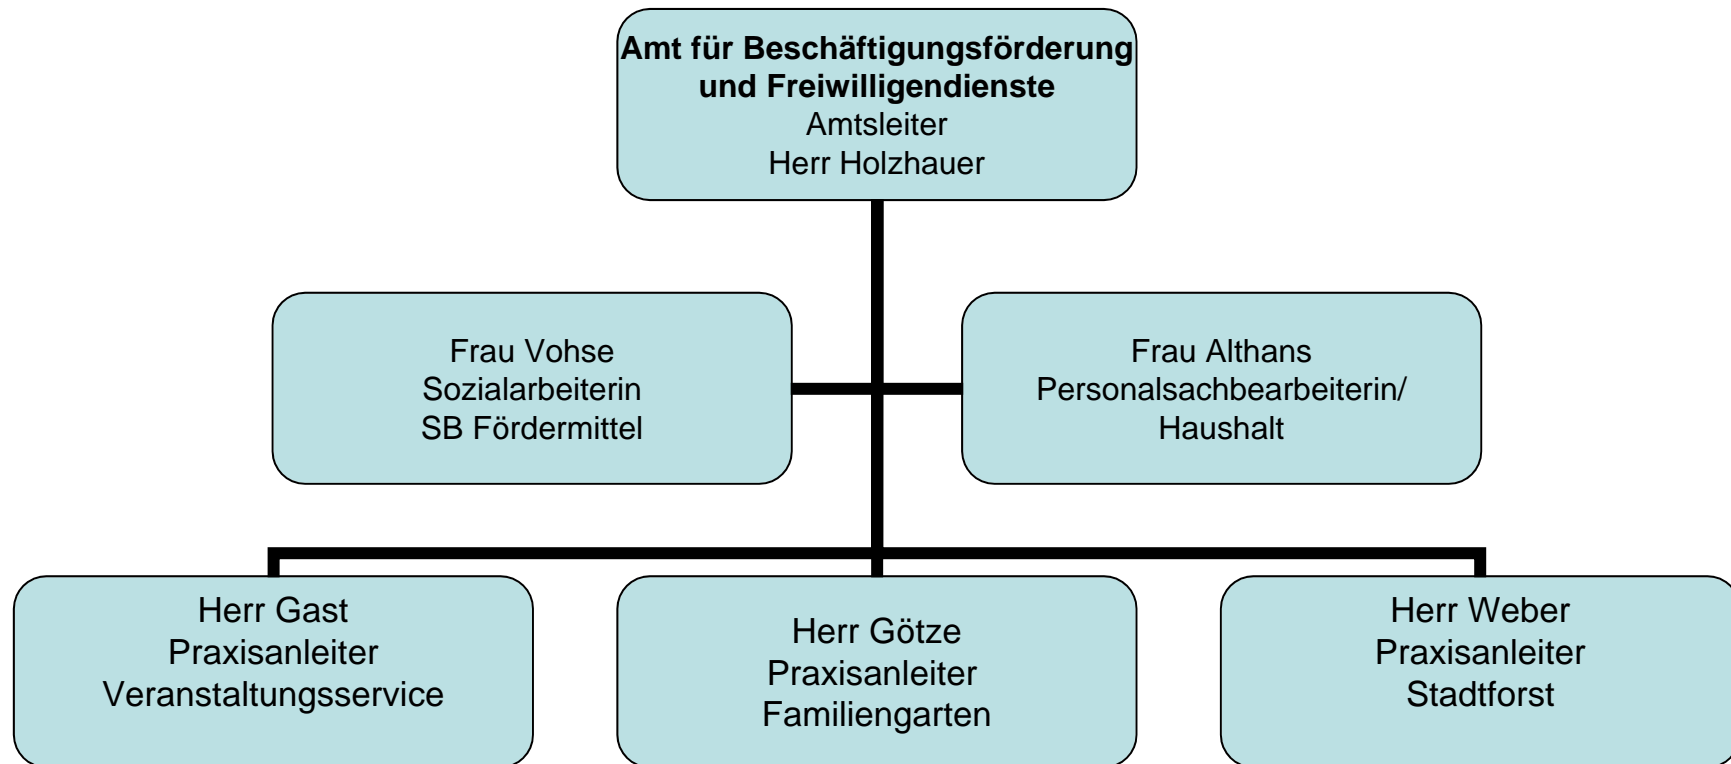 Amt für Beschäftigungsförderung
und Freiwilligendienste
Amtsleiter
Herr Holzhauer
Frau Vohse
Sozialarbeiterin
SB Fördermittel
Frau Althans
Personalsachbearbeiterin/
Haushalt
Herr Gast
Praxisanleiter
Veranstaltungsservice
Herr Götze
Praxisanleiter
Familiengarten
Herr Weber
Praxisanleiter
Stadtforst